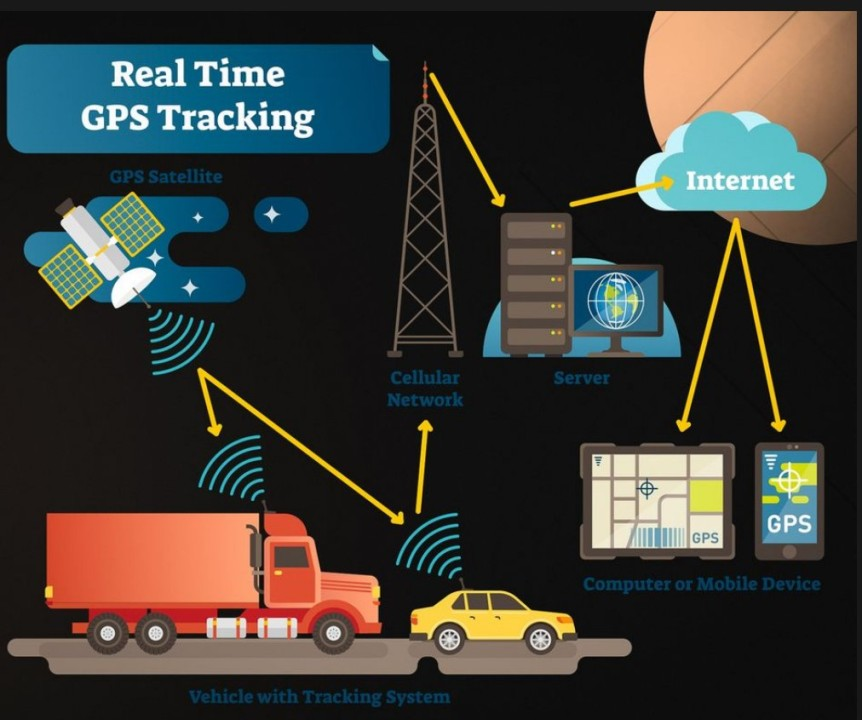 Real Time
GPS Tracking
GPS Satellite
Internet
Cellular
Network
Server
GPS
GPS
Computer or Mobile Device
Vehicle with Tracking System